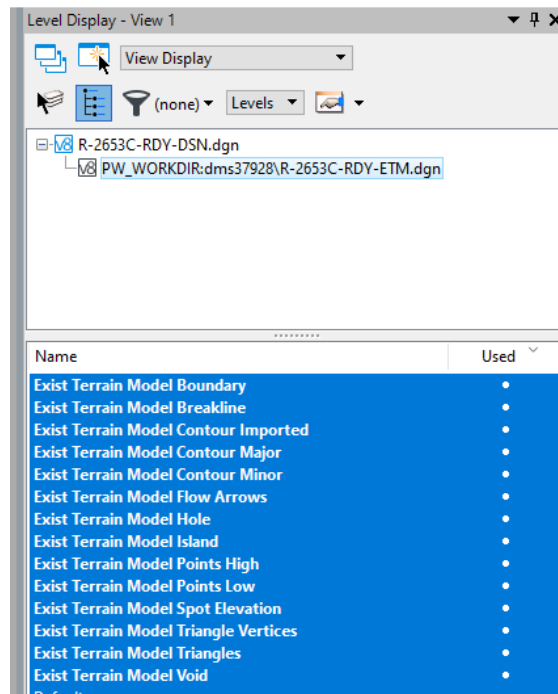 Level Display - View 1
View Display
(none) Levels
R-2653C-RDY-DSN.dgn
PW_WORKDIR:dms37928\R-2653C-RDY-ETM.dgn
Name Used
Exist Terrain Model Boundary
Exist Terrain Model Breakline
Exist Terrain Model Contour Imported
Exist Terrain Model Contour Major
Exist Terrain Model Contour Minor
Exist Terrain Model Flow Arrows
Exist Terrain Model Hole
Exist Terrain Model Island
Exist Terrain Model Points High
Exist Terrain Model Points Low
Exist Terrain Model Spot Elevation
Exist Terrain Model Triangle Vertices
Exist Terrain Model Triangles
Exist Terrain Model Void